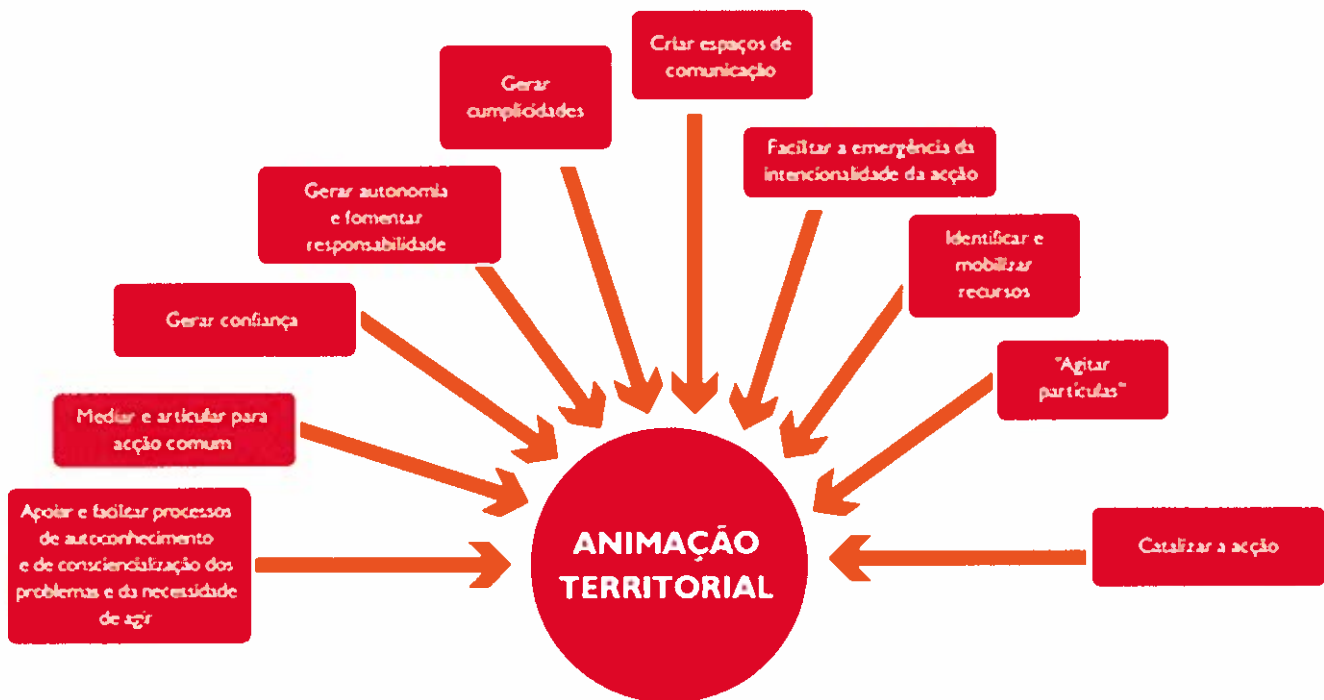 Criar espaços de
comunicação
Gerar
cumplicidades
Facilitar a emergência da
intencionalidade da acção
Gerar autonomia
e fomentar
responsabilidade
Identificar e
mobilizar
recursos
Gerar confiança
"Agitar
partículas"
Mediar e articular para
acção comum
Apoiar e facilitar processos
de autoconhecimento
e de consciencialização dos
problemas e da necessidade
de agir
Catalizar a acção
ANIMAÇÃO
TERRITORIAL